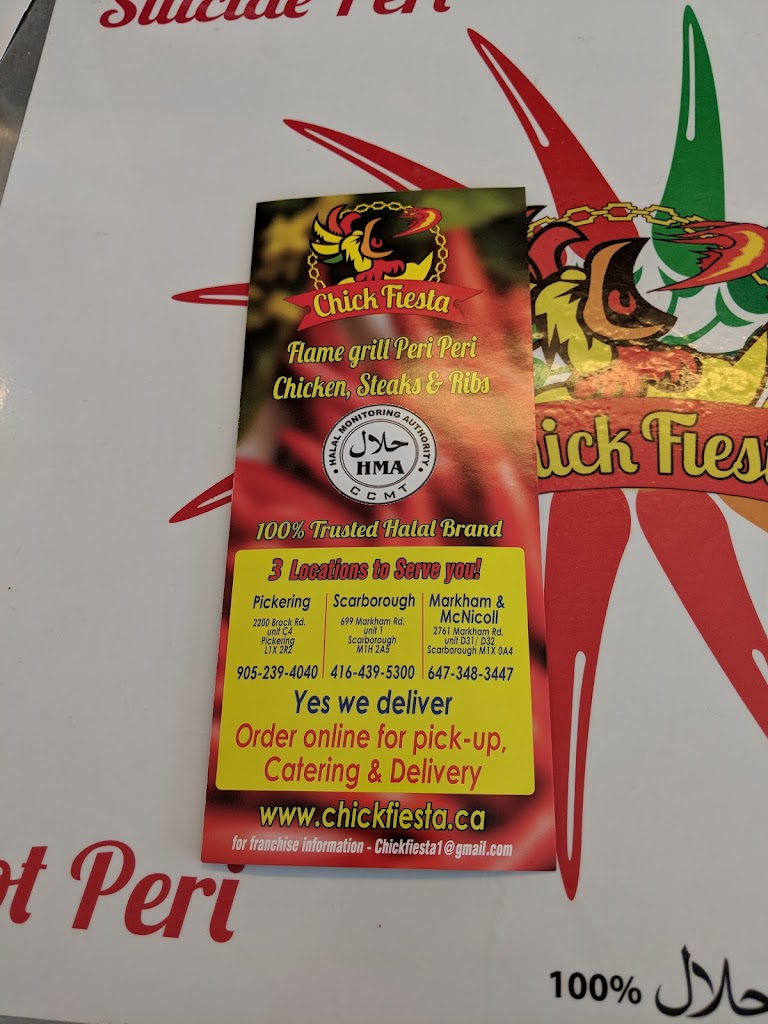 Suicide Peri
Chick Fiesta
Flame grill Peri Peri
Chicken, Steaks & Ribs
HALAL MONITORING AUTHORITY
حلال
HMA
CCMT
100% Trusted Halal Brand
3 Locations to Serve you!
Pickering
2200 Brock Rd.
unit C4
Pickering
L1X 2R2
905-239-4040
Scarborough
699 Markham Rd.
unit 1
Scarborough
M1H 2A5
416-439-5300
Markham &
McNicoll
2761 Markham Rd.
unit D31/ D32
Scarborough M1X 0A4
647-348-3447
Yes we deliver
Order online for pick-up,
Catering & Delivery
www.chickfiesta.ca
for franchise information - Chickfiesta1@gmail.com
hick Fies
ot Peri
100% حلال